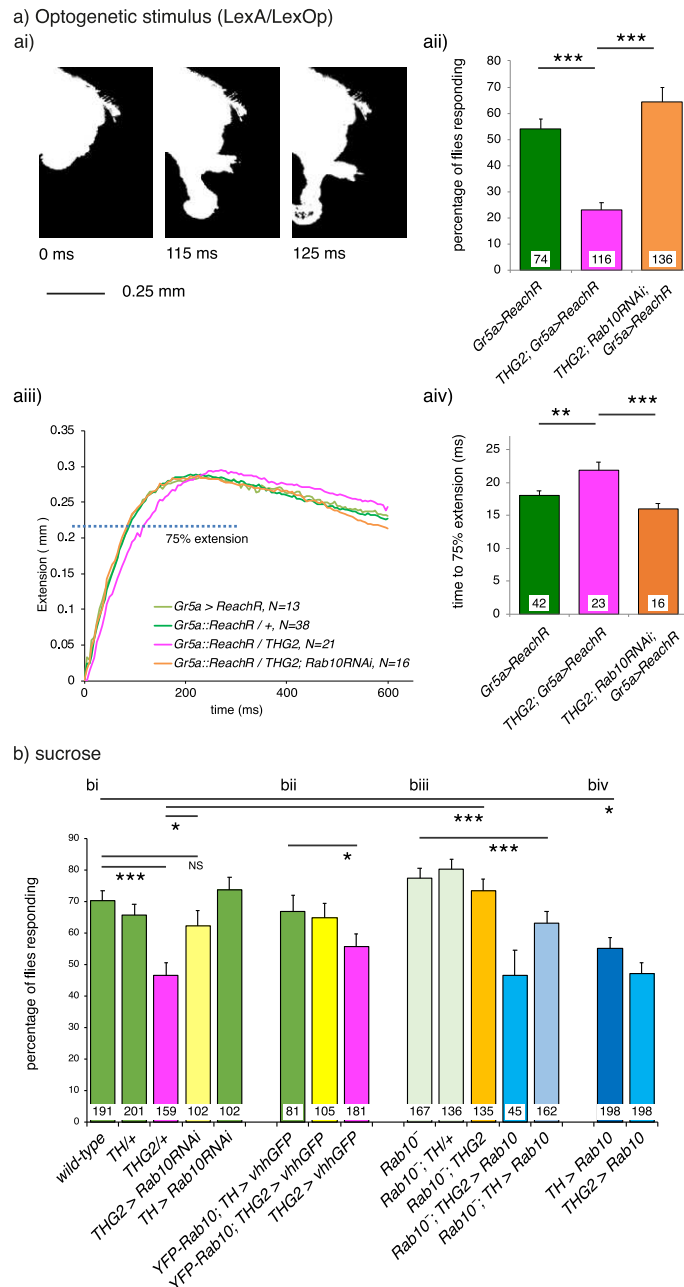 a) Optogenetic stimulus (LexA/LexOp)
ai)
0 ms
115 ms
125 ms
0.25 mm
aii)
percentage of flies responding
80
70
60
50
40
30
20
10
0
***
***
74
116
136
Gr5a>ReachR
THG2; Gr5a>ReachR
THG2; Rab10RNAi;
Gr5a>ReachR
aiii)
Extension ( mm )
0.35
0.3
0.25
0.2
0.15
0.1
0.05
0
75% extension
Gr5a > ReachR, N=13
Gr5a::ReachR / +, N=38
Gr5a::ReachR / THG2, N=21
Gr5a::ReachR / THG2; Rab10RNAi, N=16
0
200
400
600
time (ms)
aiv)
time to 75% extension (ms)
25
20
15
10
5
0
**
***
42
23
16
Gr5a>ReachR
THG2; Gr5a>ReachR
THG2; Rab10RNAi;
Gr5a>ReachR
b) sucrose
bi
bii
biii
biv
*
***
*
***
NS
*
***
percentage of flies responding
90
80
70
60
50
40
30
20
10
0
191 201 159 102 102 81 105 181 167 136 135 45 162 198 198
wild-type
TH/+
THG2/+
THG2 > Rab10RNAi
TH > Rab10RNAi
YFP-Rab10; TH > vhhGFP
YFP-Rab10; THG2 > vhhGFP
THG2 > vhhGFP
Rab10⁻
Rab10⁻; TH/+
Rab10⁻; THG2
Rab10⁻; THG2 > Rab10
Rab10⁻; TH > Rab10
TH > Rab10
THG2 > Rab10